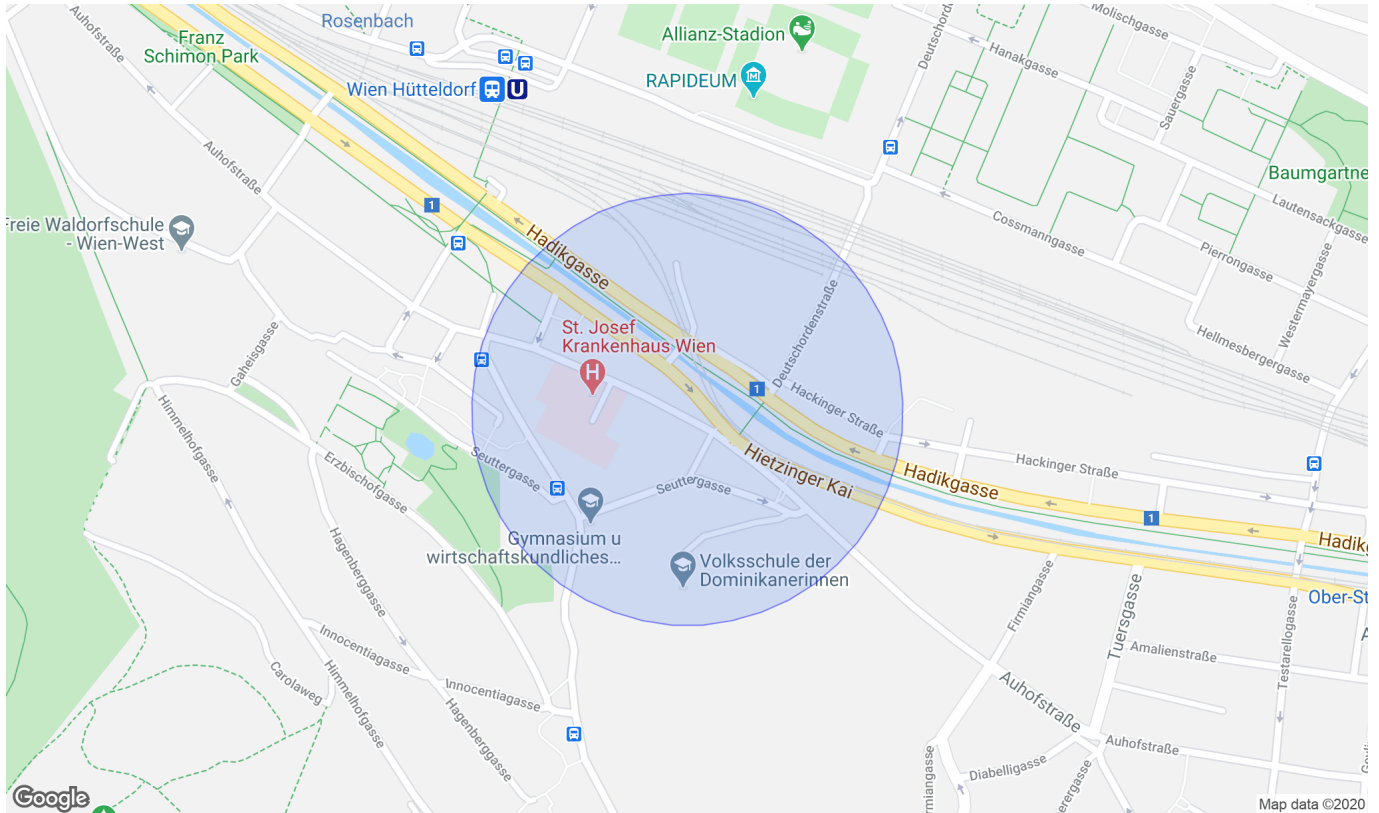 Auhofstraße
Franz
Schimon Park
Rosenbach
Allianz-Stadion
RAPIDEUM
Wien Hütteldorf
U
Molischgasse
Hanakgasse
Sauergasse
Baumgartne
Lautensackgasse
Auhofstraße
1
Freie Waldorfschule
- Wien-West
Hadikgasse
Cossmanngasse
Pierrongasse
Westermayergasse
Hellmesbergergasse
Deutschordenstraße
St. Josef
Krankenhaus Wien
H
Gaheisgasse
1
Hackinger Straße
Himmelhofgasse
Erzbischofgasse
Seuttergasse
Seuttergasse
Hietzinger Kai
Hadikgasse
Hackinger Straße
1
Hagenberggasse
Gymnasium u
wirtschaftskundliches...
Volksschule der
Dominikanerinnen
Ober-St
Firmiangasse
Tuersgasse
Amalienstraße
Testarellogasse
Innocentiagasse
Carolaweg
Himmelhofgasse
Innocentiagasse
Hagenberggasse
Auhofstraße
Auhofstraße
Diabelligasse
Google
Map data ©2020